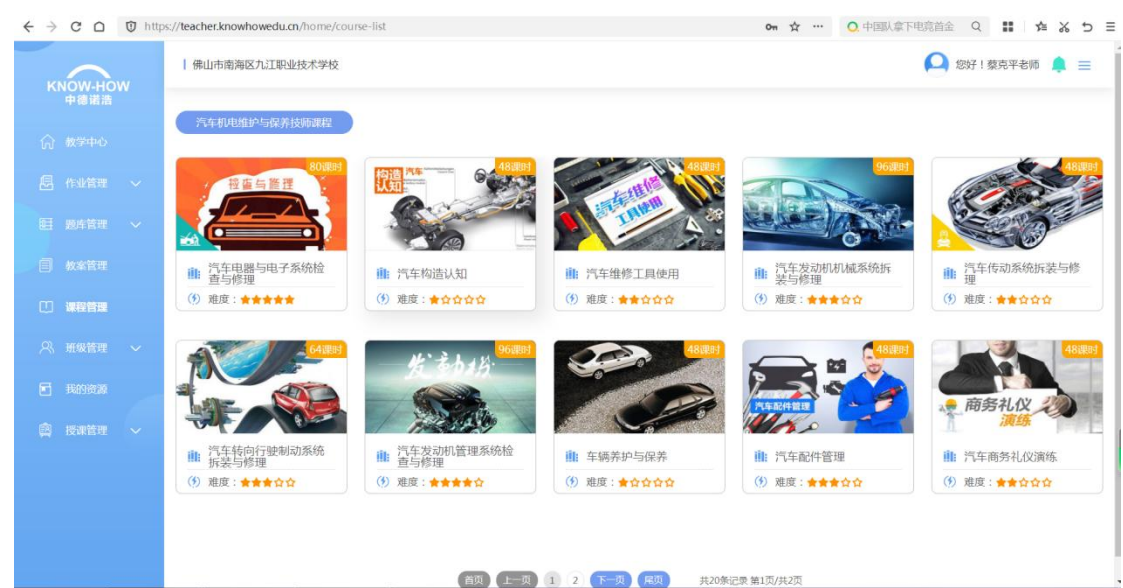 https://teacher.knowhowedu.cn/home/course-list
中国队拿下电竞首金
KNOW-HOW
中德诺浩
佛山市南海区九江职业技术学校
您好！蔡克平老师
教学中心
作业管理
题库管理
教案管理
课程管理
班级管理
我的资源
授课管理
汽车机电维护与保养技师课程
80课时
检查与修理
汽车电器与电子系统检
查与修理
难度：★★★★★
48课时
构造
认知
汽车
汽车构造认知
难度：★☆☆☆☆
48课时
汽车维修
工具使用
汽车维修工具使用
难度：★★☆☆☆
96课时
汽车发动机机械系统拆
装与修理
难度：★★★☆☆
48课时
汽车传动系统拆装与修
理
难度：★★☆☆☆
64课时
汽车转向行驶制动系统
拆装与修理
难度：★★★☆☆
96课时
发动机
汽车发动机管理系统检
查与修理
难度：★★★★☆
48课时
车辆养护与保养
难度：★☆☆☆☆
48课时
汽车配件管理
汽车配件管理
难度：★★★☆☆
48课时
商务礼仪
演练
汽车商务礼仪演练
难度：★★☆☆☆
首页 上一页 1 2 下一页 尾页 共20条记录 第1页/共2页